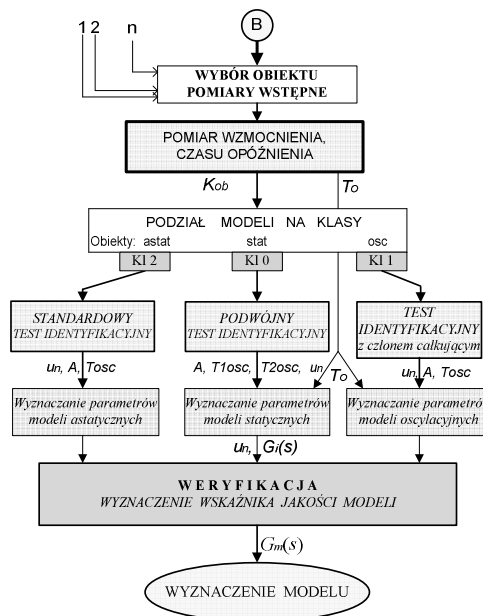 B
1 2 n
WYBÓR OBIEKTU
POMIARY WSTĘPNE
POMIAR WZMOCNIENIA,
CZASU OPÓŹNIENIA
Kob To
PODZIAŁ MODELI NA KLASY
Obiekty: astat stat osc
Kl 2 Kl 0 Kl 1
STANDARDOWY
TEST IDENTYFIKACYJNY
PODWÓJNY
TEST IDENTYFIKACYJNY
TEST
IDENTYFIKACYJNY
z członem całkującym
un, A, Tosc
A, T1osc, T2osc, un
To
un, A, Tosc
Wyznaczanie parametrów
modeli astatycznych
Wyznaczanie parametrów
modeli statycznych
Wyznaczanie parametrów
modeli oscylacyjnych
un, Gi(s)
WERYFIKACJA
WYZNACZENIE WSKAŹNIKA JAKOŚCI MODELI
Gm(s)
WYZNACZENIE MODELU